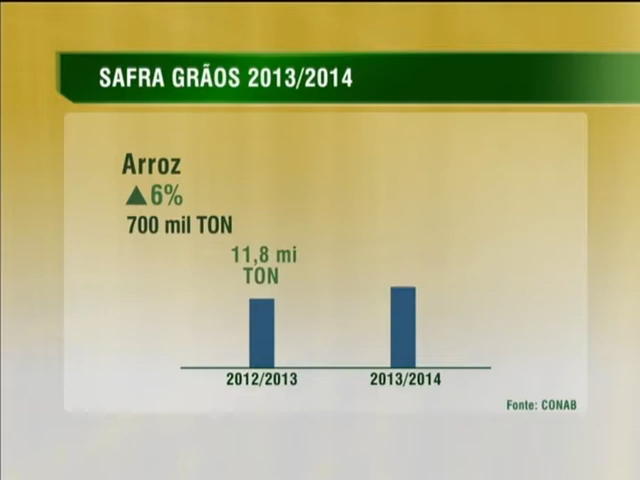 SAFRA GRÃOS 2013/2014
Arroz
▲6%
700 mil TON
11,8 mi
TON
2012/2013
2013/2014
Fonte: CONAB